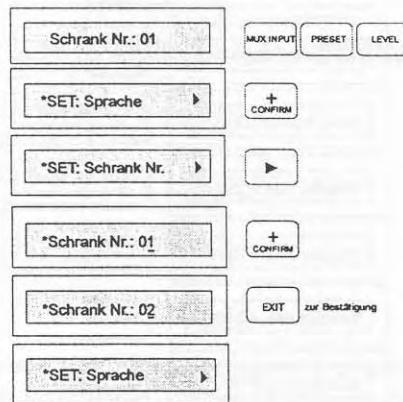 Schrank Nr.: 01 MUX INPUT PRESET LEVEL
*SET: Sprache + CONFIRM
*SET: Schrank Nr.
*Schrank Nr.: 01 + CONFIRM
*Schrank Nr.: 02 EXIT zur Bestätigung
*SET: Sprache